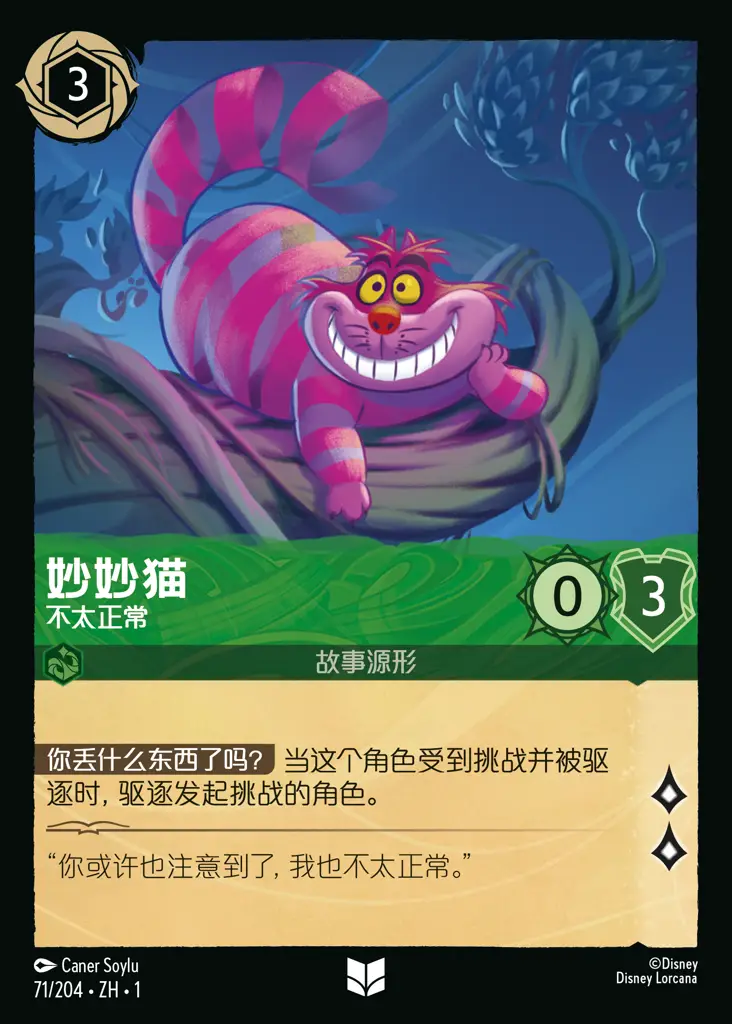 3
妙妙猫
不太正常
0
3
故事源形
你丢什么东西了吗? 当这个角色受到挑战并被驱
逐时, 驱逐发起挑战的角色。
“你或许也注意到了, 我也不太正常。”
Caner Soylu
71/204 • ZH • 1
©Disney
Disney Lorcana